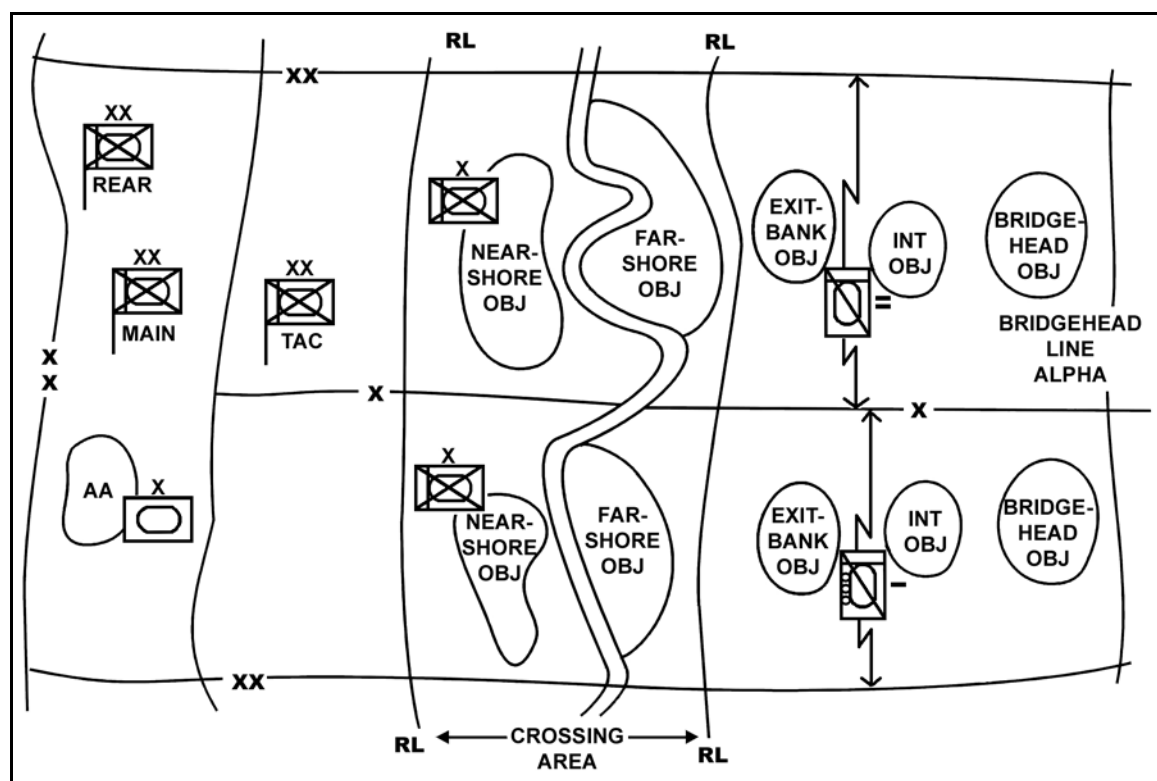 RL
RL
XX
XX
REAR
X
EXIT-
BANK
OBJ
INT
OBJ
BRIDGE-
HEAD
OBJ
NEAR-
SHORE
OBJ
FAR-
SHORE
OBJ
XX
MAIN
XX
TAC
BRIDGEHEAD
LINE
ALPHA
X
X
X
X
AA
X
X
NEAR-
SHORE
OBJ
FAR-
SHORE
OBJ
EXIT-
BANK
OBJ
INT
OBJ
BRIDGE-
HEAD
OBJ
XX
RL
CROSSING
AREA
RL